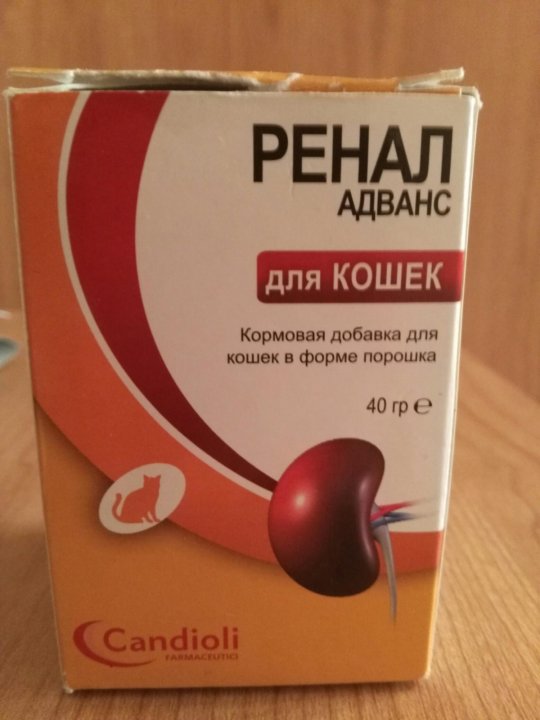 РЕНАЛ
АДВАНС
для КОШЕК
Кормовая добавка для
кошек в форме порошка
40 гр ℮
Candioli
FARMACEUTICI